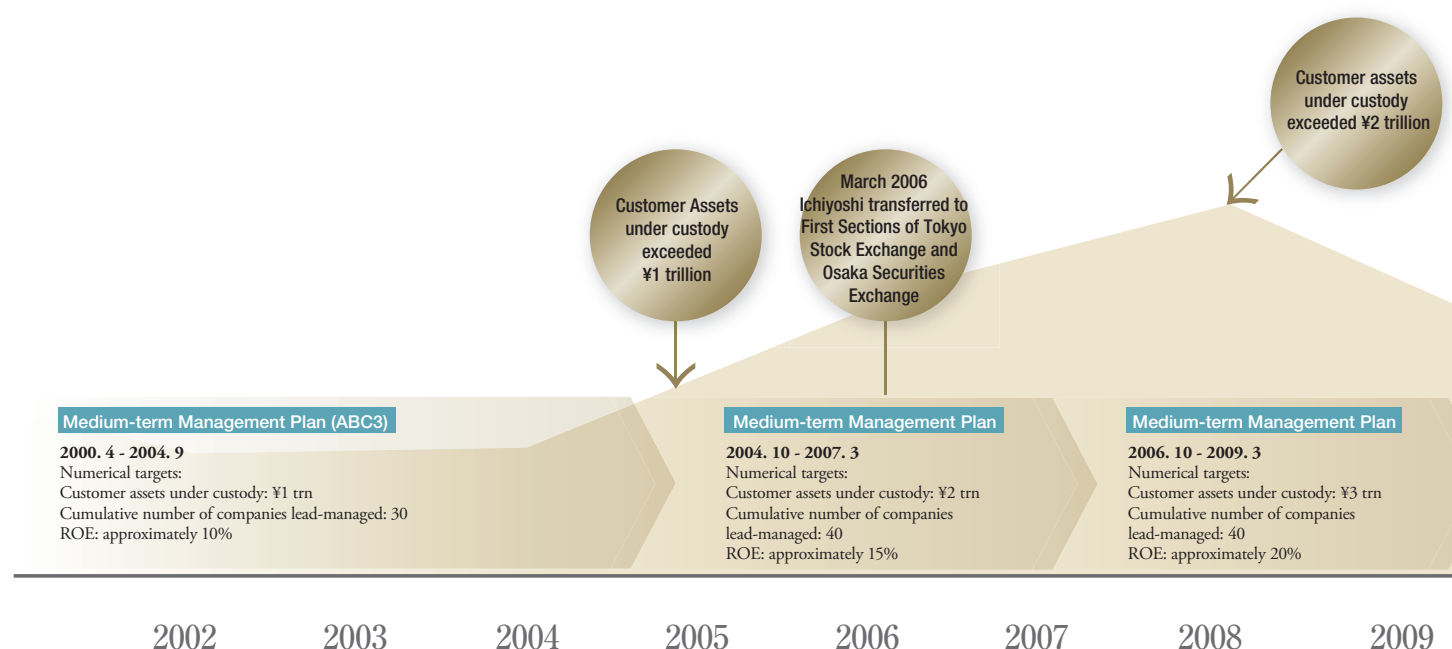 Customer assets
under custody
exceeded ¥2 trillion
Customer Assets
under custody
exceeded
¥1 trillion
March 2006
Ichiyoshi transferred to
First Sections of Tokyo
Stock Exchange and
Osaka Securities
Exchange
Medium-term Management Plan (ABC3)
2000. 4 - 2004. 9
Numerical targets:
Customer assets under custody: ¥1 trn
Cumulative number of companies lead-managed: 30
ROE: approximately 10%
Medium-term Management Plan
2004. 10 - 2007. 3
Numerical targets:
Customer assets under custody: ¥2 trn
Cumulative number of companies
lead-managed: 40
ROE: approximately 15%
Medium-term Management Plan
2006. 10 - 2009. 3
Numerical targets:
Customer assets under custody: ¥3 trn
Cumulative number of companies
lead-managed: 40
ROE: approximately 20%
2002 2003 2004 2005 2006 2007 2008 2009